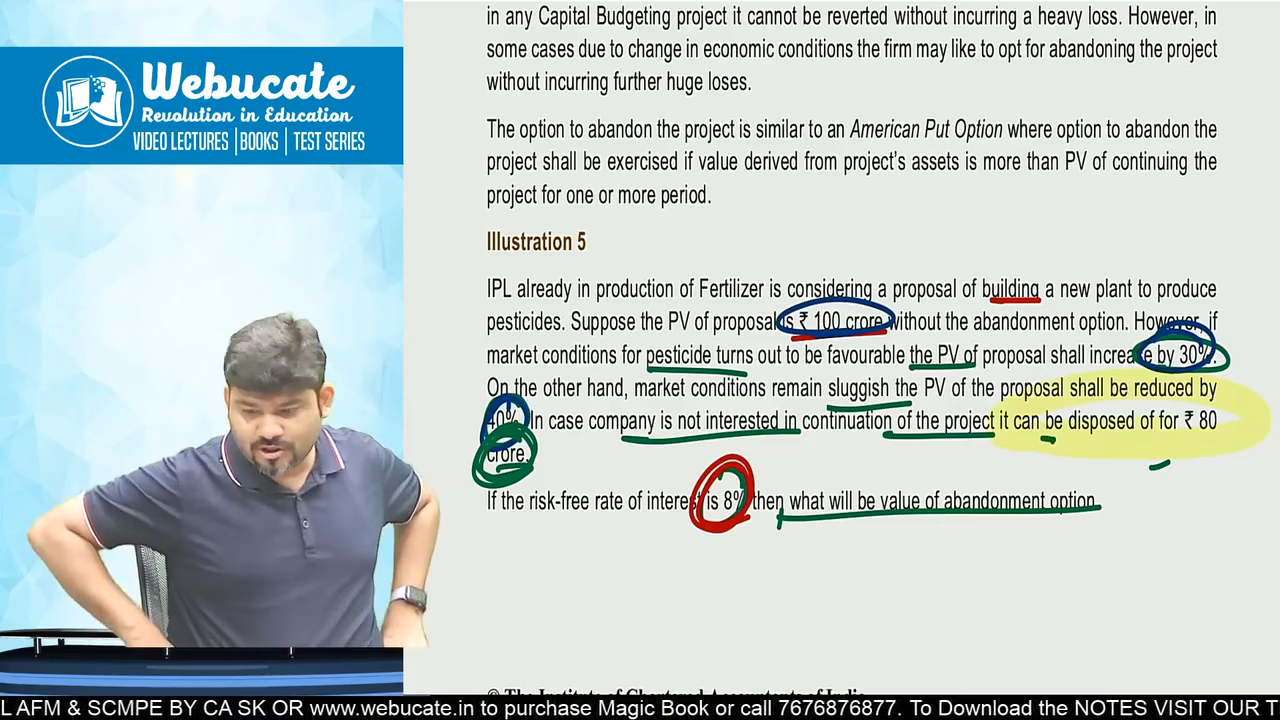 in any Capital Budgeting project it cannot be reverted without incurring a heavy loss. However, in
some cases due to change in economic conditions the firm may like to opt for abandoning the project
without incurring further huge loses.
Webucate
Revolution in Education
VIDEO LECTURES | BOOKS | TEST SERIES
The option to abandon the project is similar to an American Put Option where option to abandon the
project shall be exercised if value derived from project's assets is more than PV of continuing the
project for one or more period.
Illustration 5
IPL already in production of Fertilizer is considering a proposal of building a new plant to produce
pesticides. Suppose the PV of proposal is ₹ 100 crore without the abandonment option. However, if
market conditions for pesticide turns out to be favourable the PV of proposal shall increase by 30%.
On the other hand, market conditions remain sluggish the PV of the proposal shall be reduced by
40%. In case company is not interested in continuation of the project it can be disposed of for ₹ 80
crore.
If the risk-free rate of interest is 8% then what will be value of abandonment option.
© The Institute of Chartered Accountants of India
L AFM & SCMPE BY CA SK OR www.webucate.in to purchase Magic Book or call 7676876877. To Download the NOTES VISIT OUR T